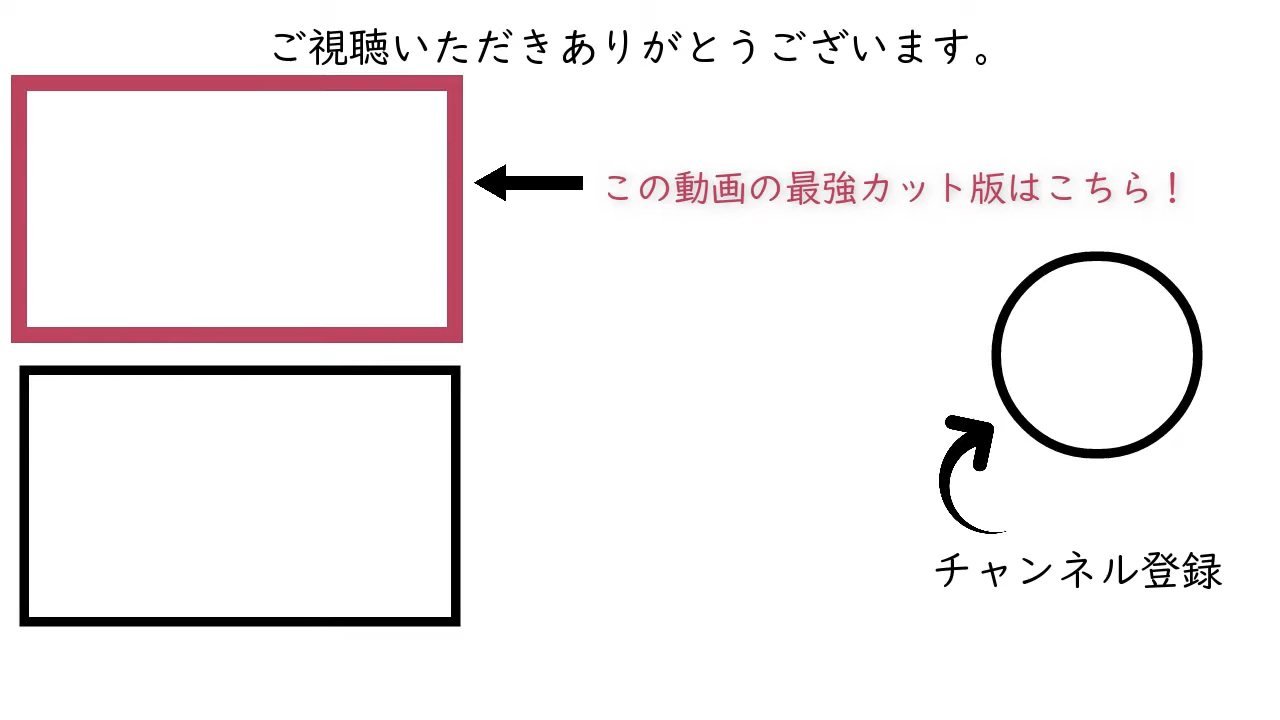 ご視聴いただきありがとうございます。
この動画の最強カット版はこちら！
チャンネル登録